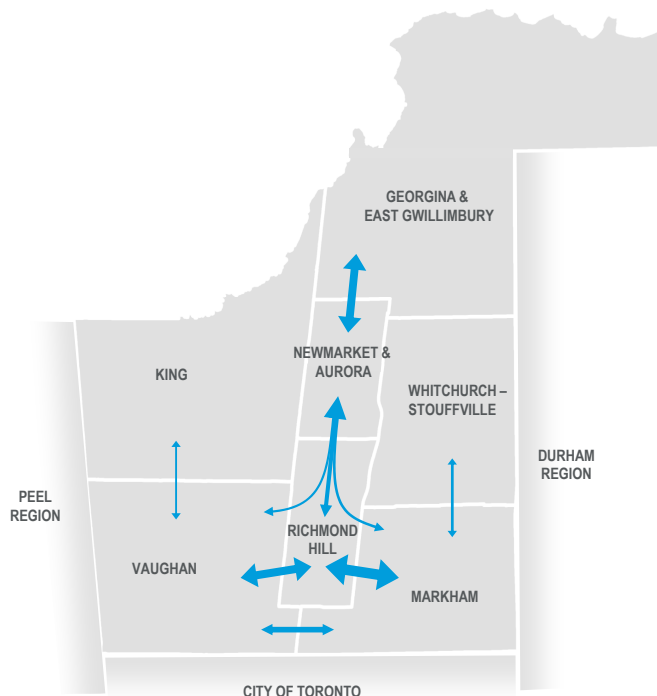 GEORGINA &
EAST GWILLIMBURY
NEWMARKET &
AURORA
KING
WHITCHURCH –
STOUFFVILLE
DURHAM
REGION
PEEL
REGION
RICHMOND
HILL
VAUGHAN
MARKHAM
CITY OF TORONTO